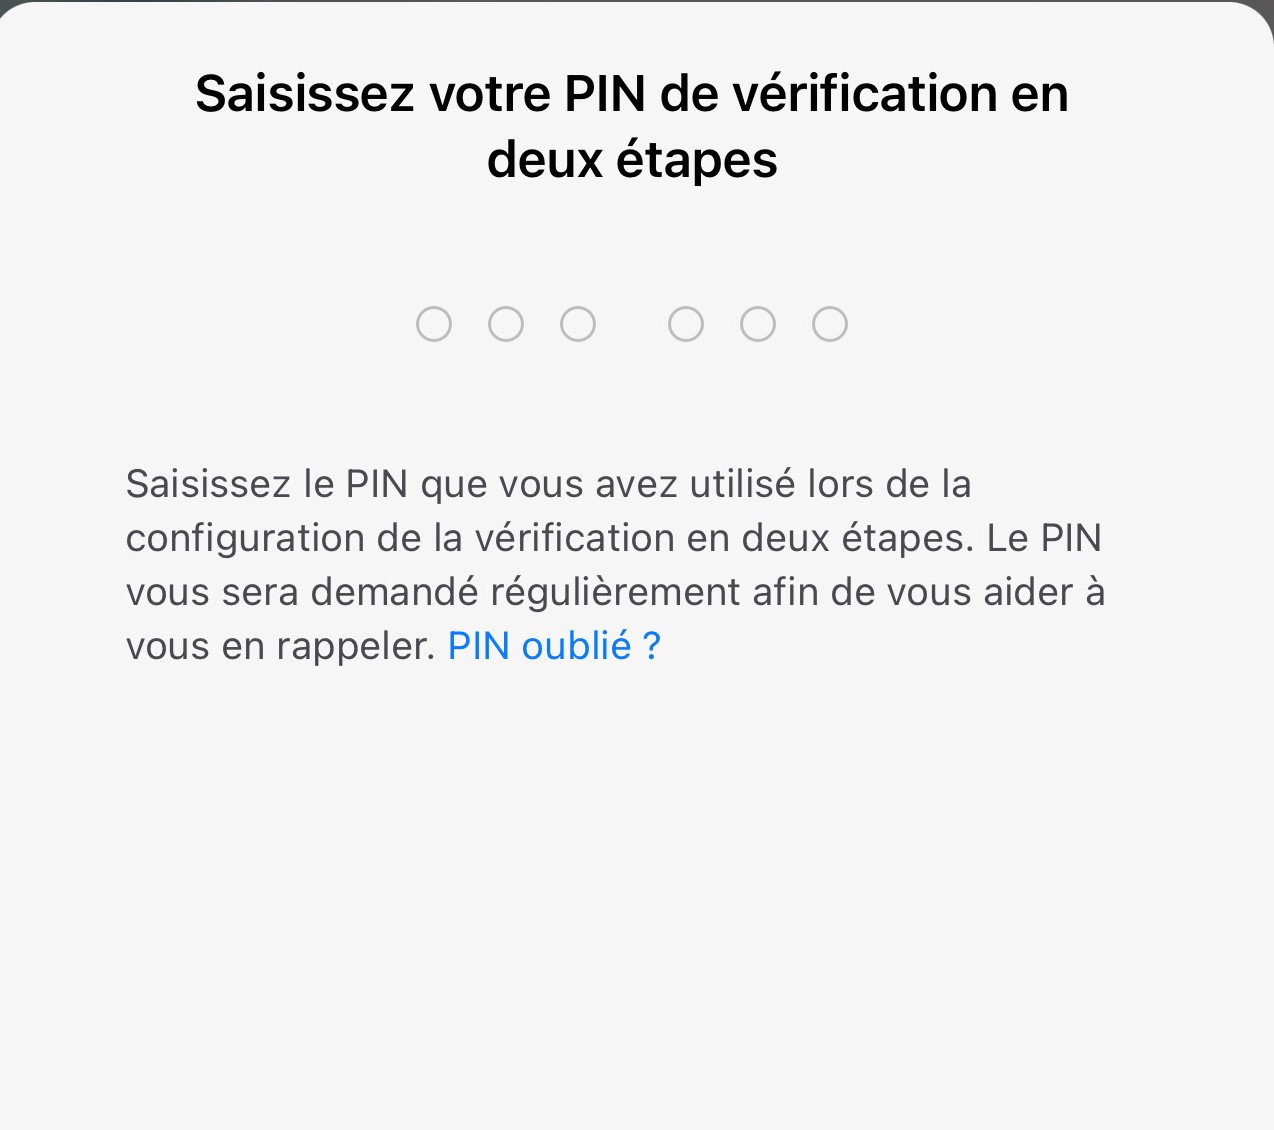 Saisissez votre PIN de vérification en
deux étapes
Saisissez le PIN que vous avez utilisé lors de la
configuration de la vérification en deux étapes. Le PIN
vous sera demandé régulièrement afin de vous aider à
vous en rappeler. PIN oublié ?